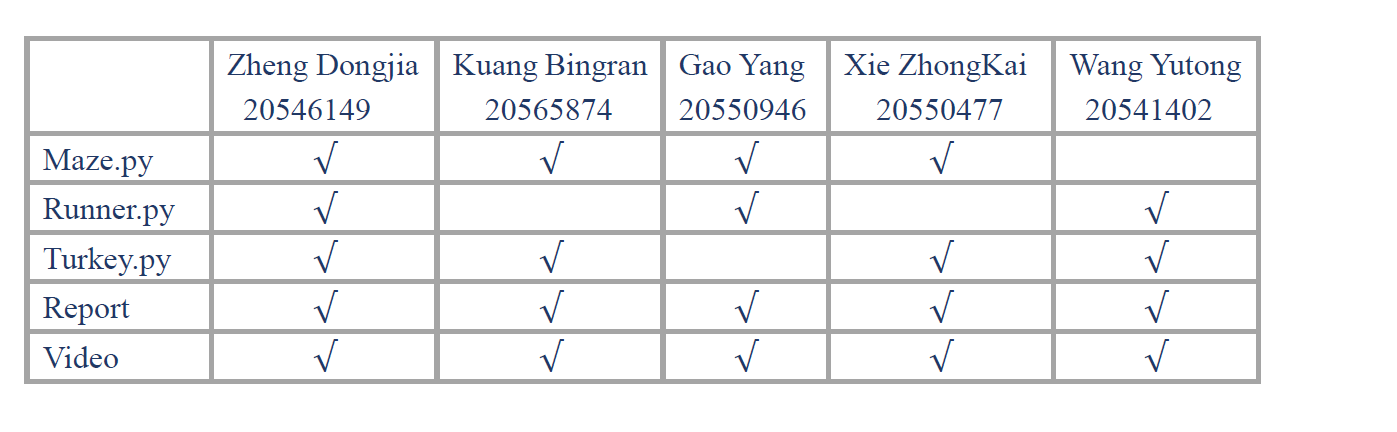 Zheng Dongjia Kuang Bingran Gao Yang Xie ZhongKai Wang Yutong
20546149 20565874 20550946 20550477 20541402
Maze.py √ √ √ √
Runner.py √ √ √
Turkey.py √ √ √ √
Report √ √ √ √ √
Video √ √ √ √ √